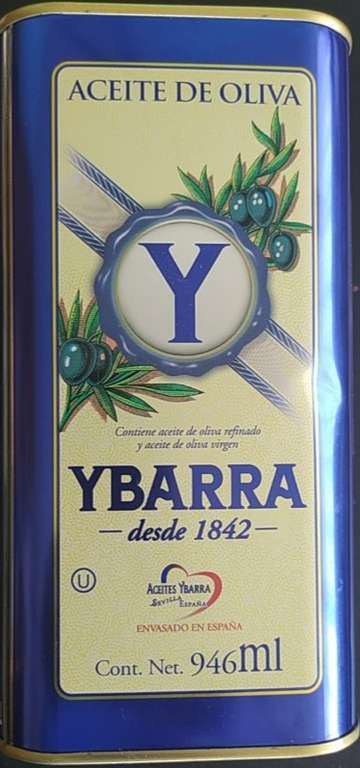 ACEITE DE OLIVA
Y
Contiene aceite de oliva refinado
y aceite de oliva virgen
YBARRA
— desde 1842 —
U
ACEITES YBARRA
SEVILLA ESPAÑA
ENVASADO EN ESPAÑA
Cont. Net. 946ml